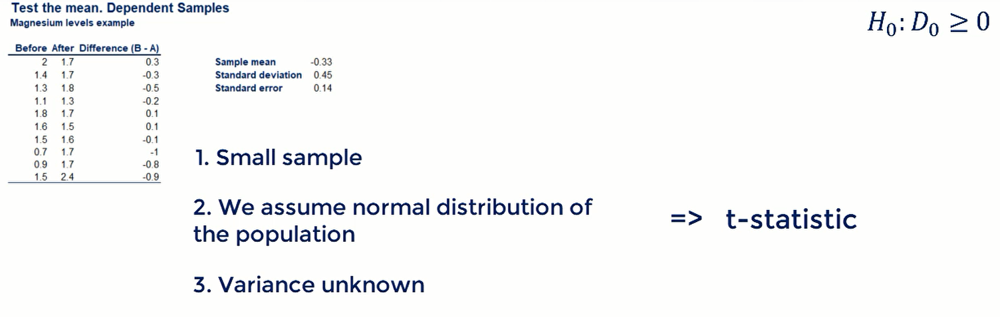 Test the mean. Dependent Samples
Magnesium levels example
H₀: D₀ ≥ 0
Before After Difference (B - A)
2 1.7 0.3
1.4 1.7 -0.3
1.3 1.8 -0.5
1.1 1.3 -0.2
1.8 1.7 0.1
1.6 1.5 0.1
1.5 1.6 -0.1
0.7 1.7 -1
0.9 1.7 -0.8
1.5 2.4 -0.9
Sample mean -0.33
Standard deviation 0.45
Standard error 0.14
1. Small sample
2. We assume normal distribution of
the population
3. Variance unknown
=> t-statistic